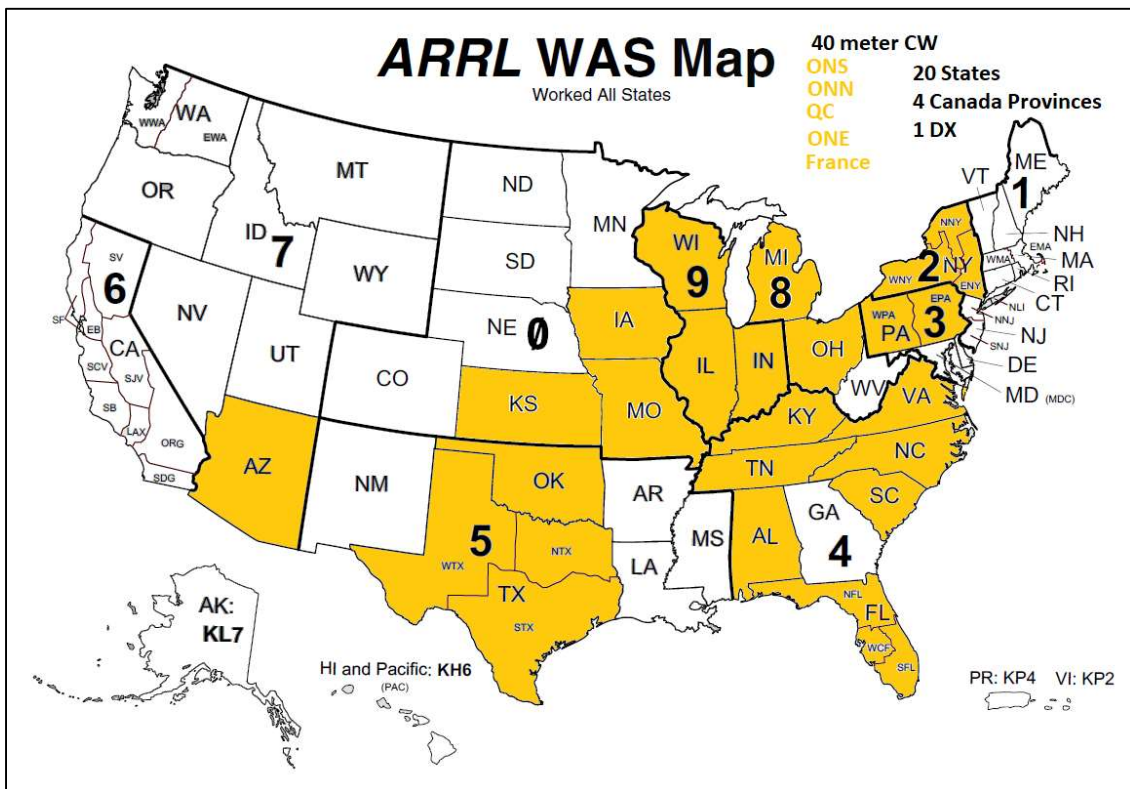 ARRL WAS Map
Worked All States
40 meter CW
ONS
ONN
QC
ONE
France
20 States
4 Canada Provinces
1 DX
WWA
WA
EWA
OR
ID
7
MT
WY
NV
UT
AZ
6
SV
SF
EB
CA
SCV
SJV
SB
LAX
ORG
SDG
ND
SD
NE
Ø
MN
CO
KS
IA
MO
NM
OK
5
WTX
NTX
TX
STX
AR
LA
MS
WI
9
MI
8
IL
IN
OH
WV
KY
TN
VA
NC
SC
AL
GA
4
NFL
FL
WCF
SFL
NNY
2
NY
WNY
ENY
WPA
EPA
PA
3
VT
ME
1
NH
EMA
WMA
MA
RI
CT
NLI
NNJ
NJ
SNJ
DE
MD (MDC)
AK:
KL7
HI and Pacific: KH6
(PAC)
PR: KP4 VI: KP2